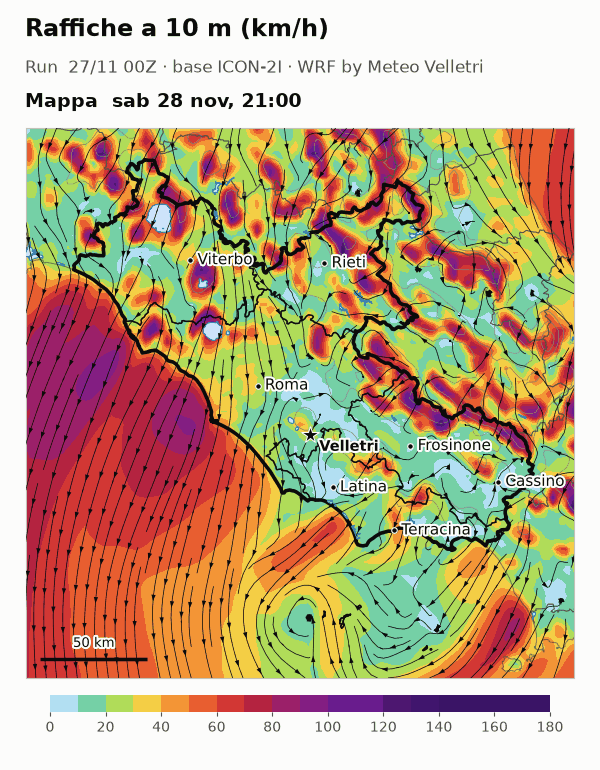 Raffiche a 10 m (km/h)
Run  27/11 00Z · base ICON-2I · WRF by Meteo Velletri
Mappa  sab 28 nov, 21:00
Viterbo
Rieti
Roma
Velletri
Frosinone
Latina
Cassino
Terracina
50 km
0 20 40 60 80 100 120 140 160 180